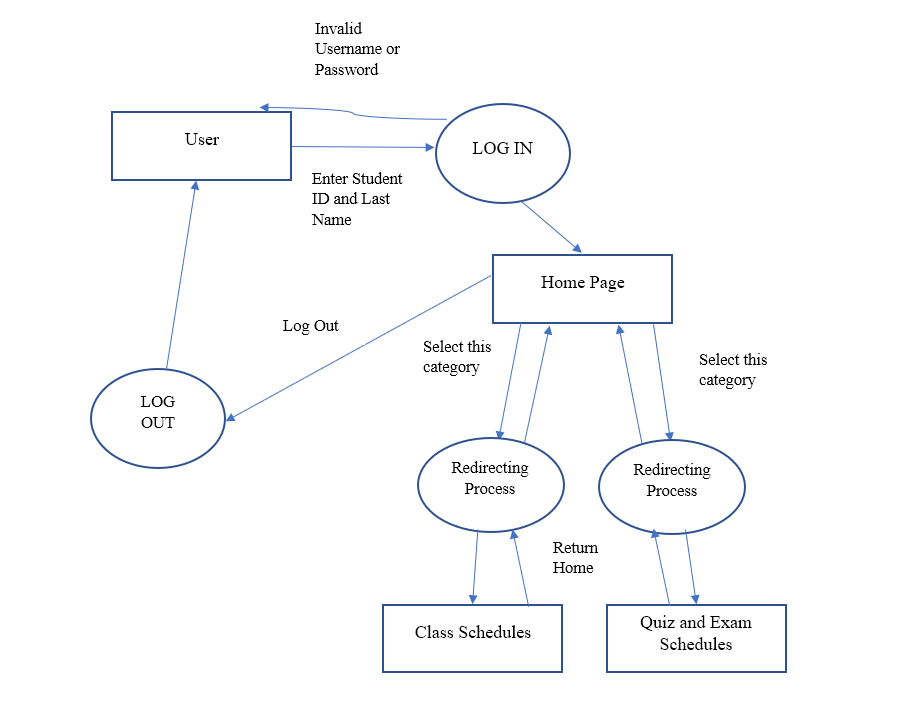 Invalid
Username or
Password
User
LOG IN
Enter Student
ID and Last
Name
Home Page
Log Out
Select this
category
Select this
category
LOG
OUT
Redirecting
Process
Redirecting
Process
Return
Home
Class Schedules
Quiz and Exam
Schedules